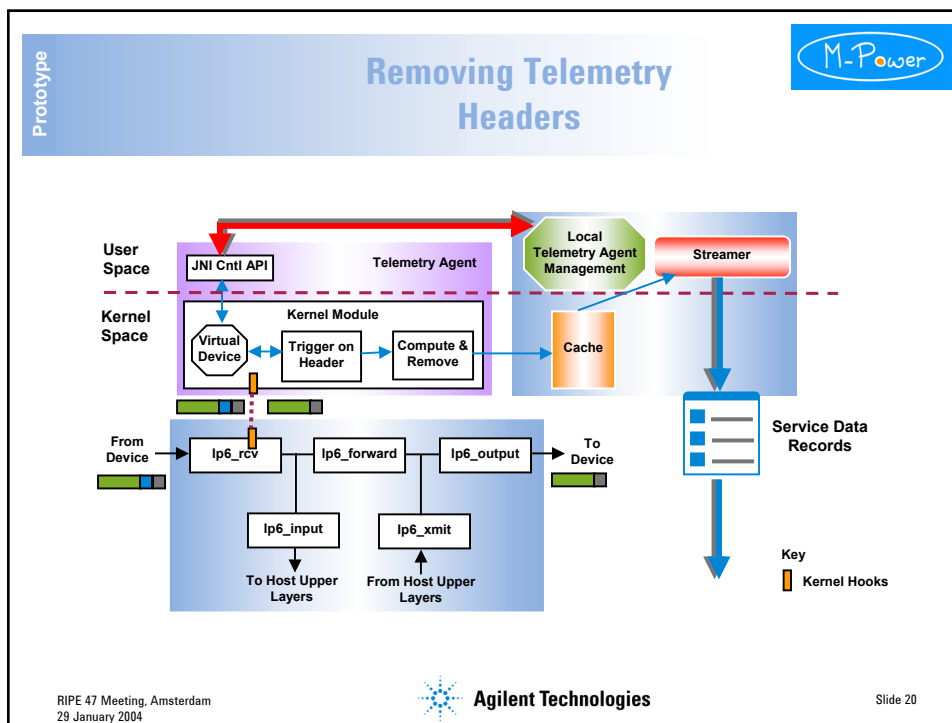 Prototype
Removing Telemetry
Headers
M-Power
User
Space
JNI Cntl API
Telemetry Agent
Local
Telemetry Agent
Management
Streamer
Kernel
Space
Kernel Module
Virtual
Device
Trigger on
Header
Compute &
Remove
Cache
From
Device
Ip6_rcv
Ip6_forward
Ip6_output
To
Device
Service Data
Records
Ip6_input
Ip6_xmit
To Host Upper
Layers
From Host Upper
Layers
Key
Kernel Hooks
RIPE 47 Meeting, Amsterdam
29 January 2004
Agilent Technologies
Slide 20